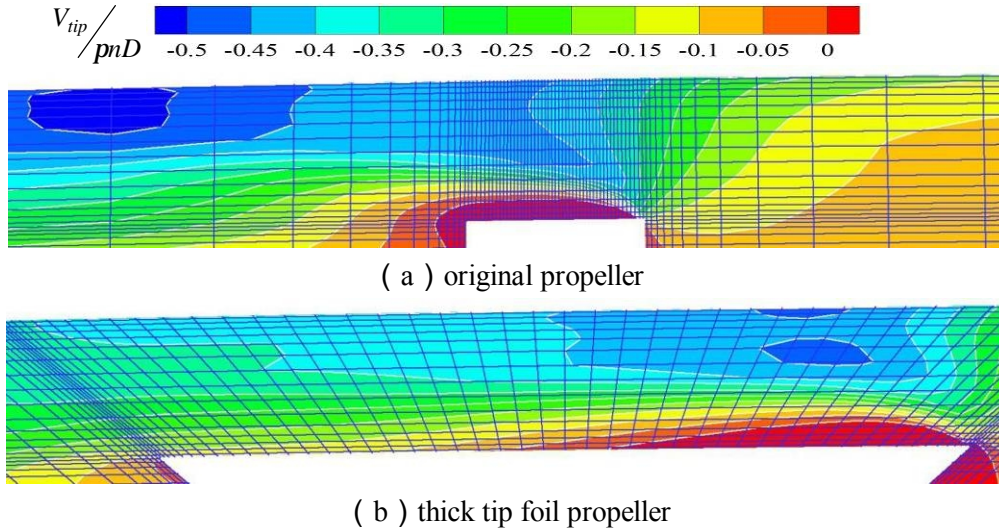 V_tip / pnD
-0.5 -0.45 -0.4 -0.35 -0.3 -0.25 -0.2 -0.15 -0.1 -0.05 0
( a ) original propeller
( b ) thick tip foil propeller